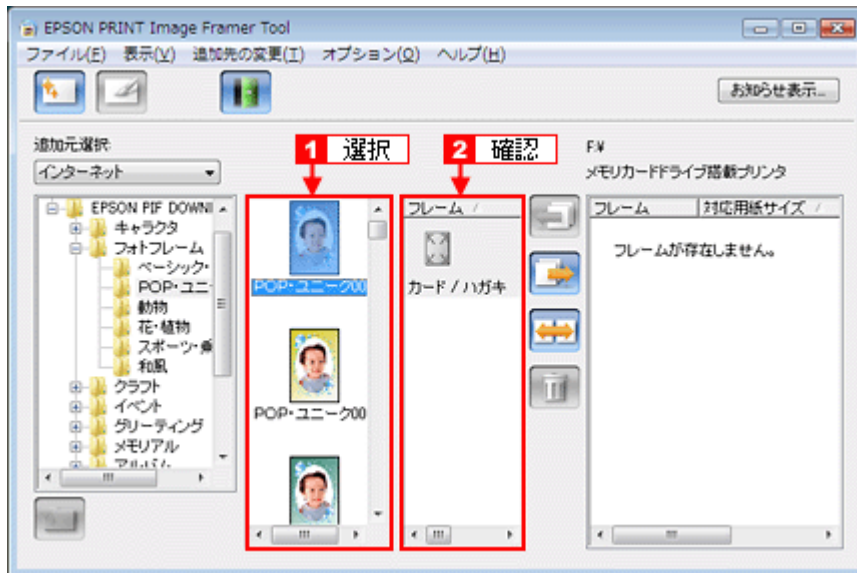 EPSON PRINT Image Framer Tool
ファイル(F) 表示(V) 追加先の変更(T) オプション(O) ヘルプ(H)
お知らせ表示...
追加元選択
インターネット
1 選択
2 確認
F:¥
メモリカードドライブ搭載プリンタ
EPSON PIF DOWNL
キャラクタ
フォトフレーム
ベーシック・
POP・ユニ
動物
花・植物
スポーツ・
和風
クラフト
イベント
グリーティング
メモリアル
アルバム
POP・ユニーク00
POP・ユニーク00
フレーム
カード / ハガキ
フレーム 対応用紙サイズ
フレームが存在しません。